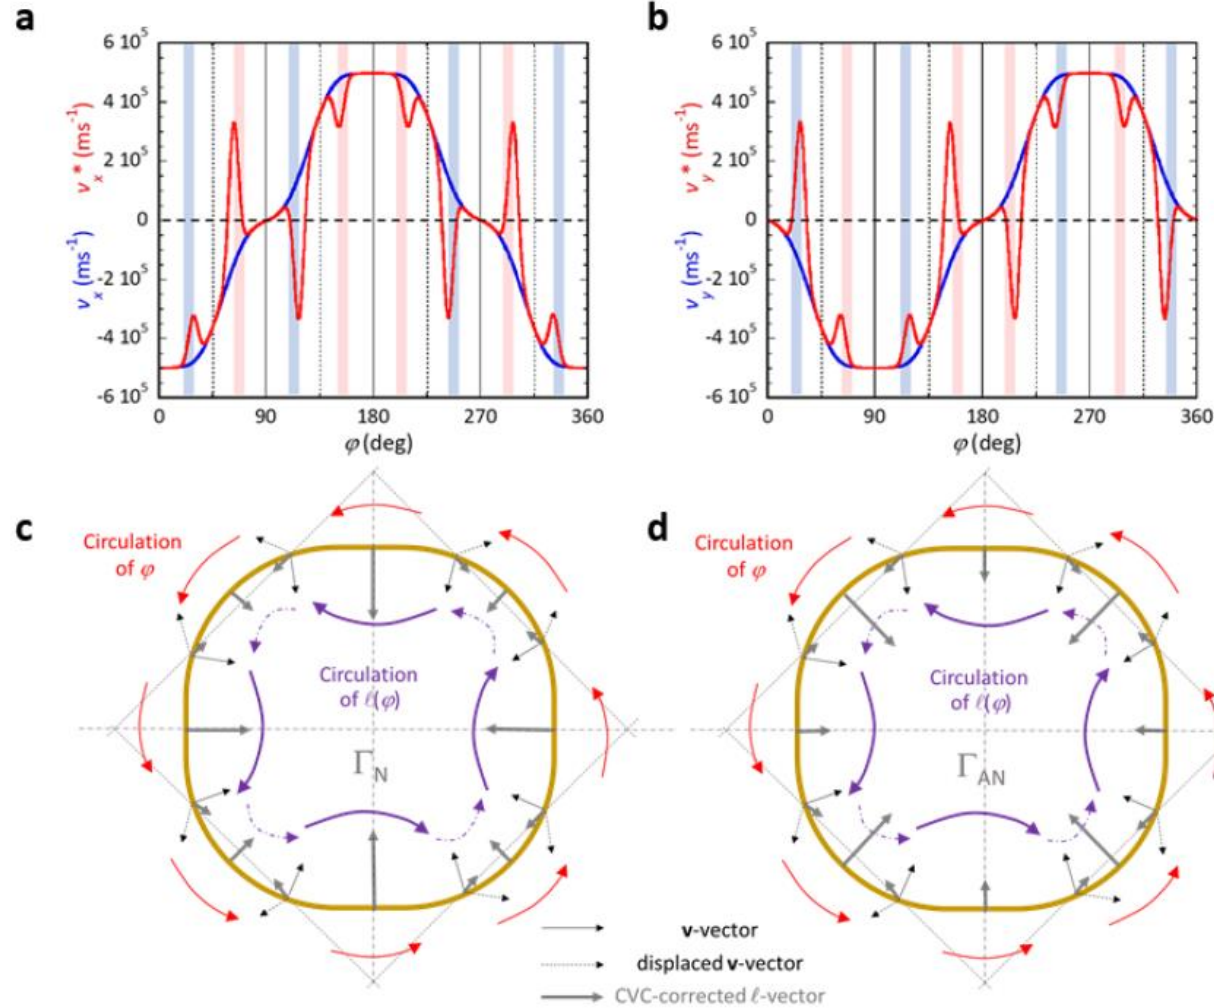 a
6 10⁵
4 10⁵
2 10⁵
0
-2 10⁵
-4 10⁵
-6 10⁵
vₓ* (ms⁻¹)
vₓ (ms⁻¹)
0 90 180 270 360
φ (deg)
b
6 10⁵
4 10⁵
2 10⁵
0
-2 10⁵
-4 10⁵
-6 10⁵
v_y* (ms⁻¹)
v_y (ms⁻¹)
0 90 180 270 360
φ (deg)
c
Circulation
of φ
Circulation
of ℓ(φ)
Γ_N
d
Circulation
of φ
Circulation
of ℓ(φ)
Γ_AN
v-vector
displaced v-vector
CVC-corrected ℓ-vector